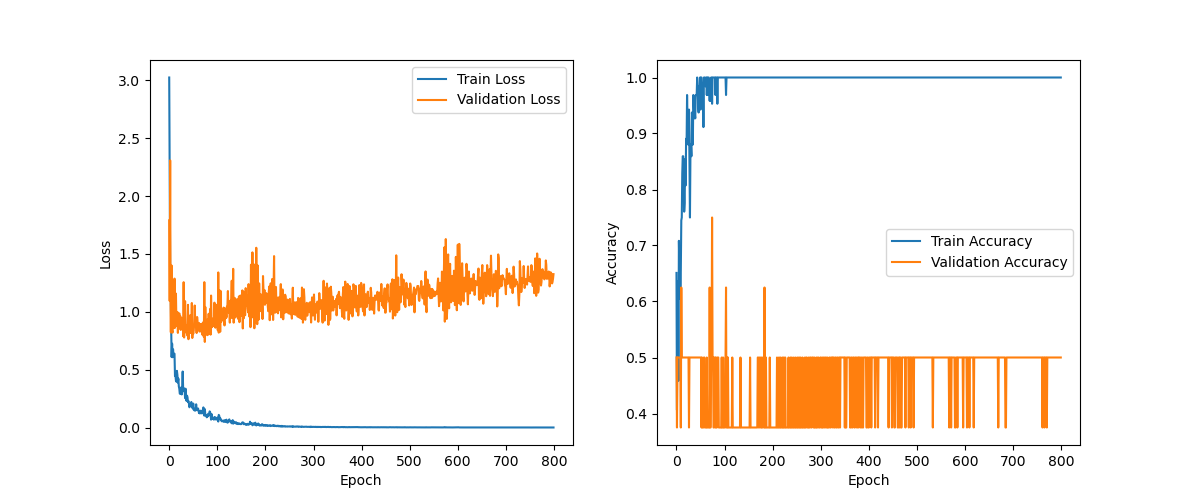 3.0
2.5
2.0
1.5
1.0
0.5
0.0
Loss
0 100 200 300 400 500 600 700 800
Epoch
Train Loss
Validation Loss
1.0
0.9
0.8
0.7
0.6
0.5
0.4
Accuracy
0 100 200 300 400 500 600 700 800
Epoch
Train Accuracy
Validation Accuracy